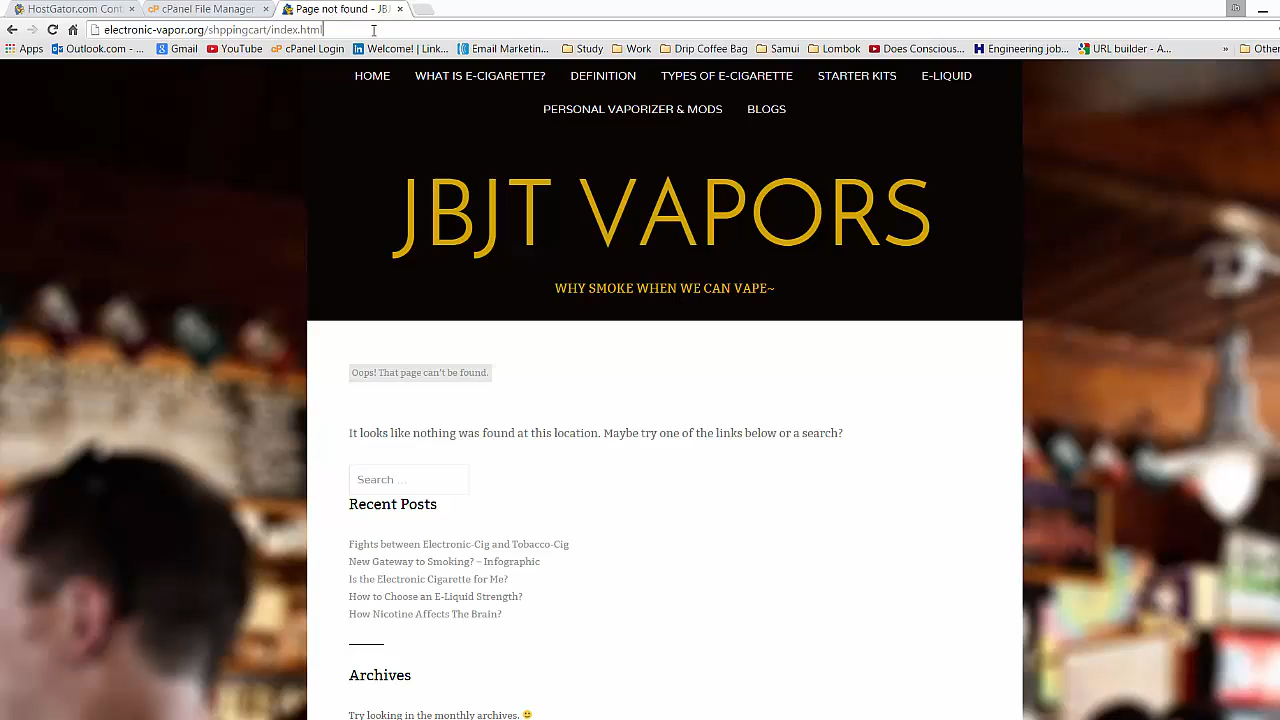 HostGator.com Cont
cPanel File Manager
Page not found - JBJ
electronic-vapor.org/shppingcart/index.html
Apps
Outlook.com - ...
Gmail
YouTube
cPanel Login
Welcome! | Link...
Email Marketin...
Study
Work
Drip Coffee Bag
Samui
Lombok
Does Conscious...
Engineering job...
URL builder - A...
»
Other
HOME WHAT IS E-CIGARETTE? DEFINITION TYPES OF E-CIGARETTE STARTER KITS E-LIQUID
PERSONAL VAPORIZER & MODS BLOGS
JBJT VAPORS
WHY SMOKE WHEN WE CAN VAPE~
Oops! That page can't be found.
It looks like nothing was found at this location. Maybe try one of the links below or a search?
Search ...
Recent Posts
Fights between Electronic-Cig and Tobacco-Cig
New Gateway to Smoking? – Infographic
Is the Electronic Cigarette for Me?
How to Choose an E-Liquid Strength?
How Nicotine Affects The Brain?
Archives
Try looking in the monthly archives.